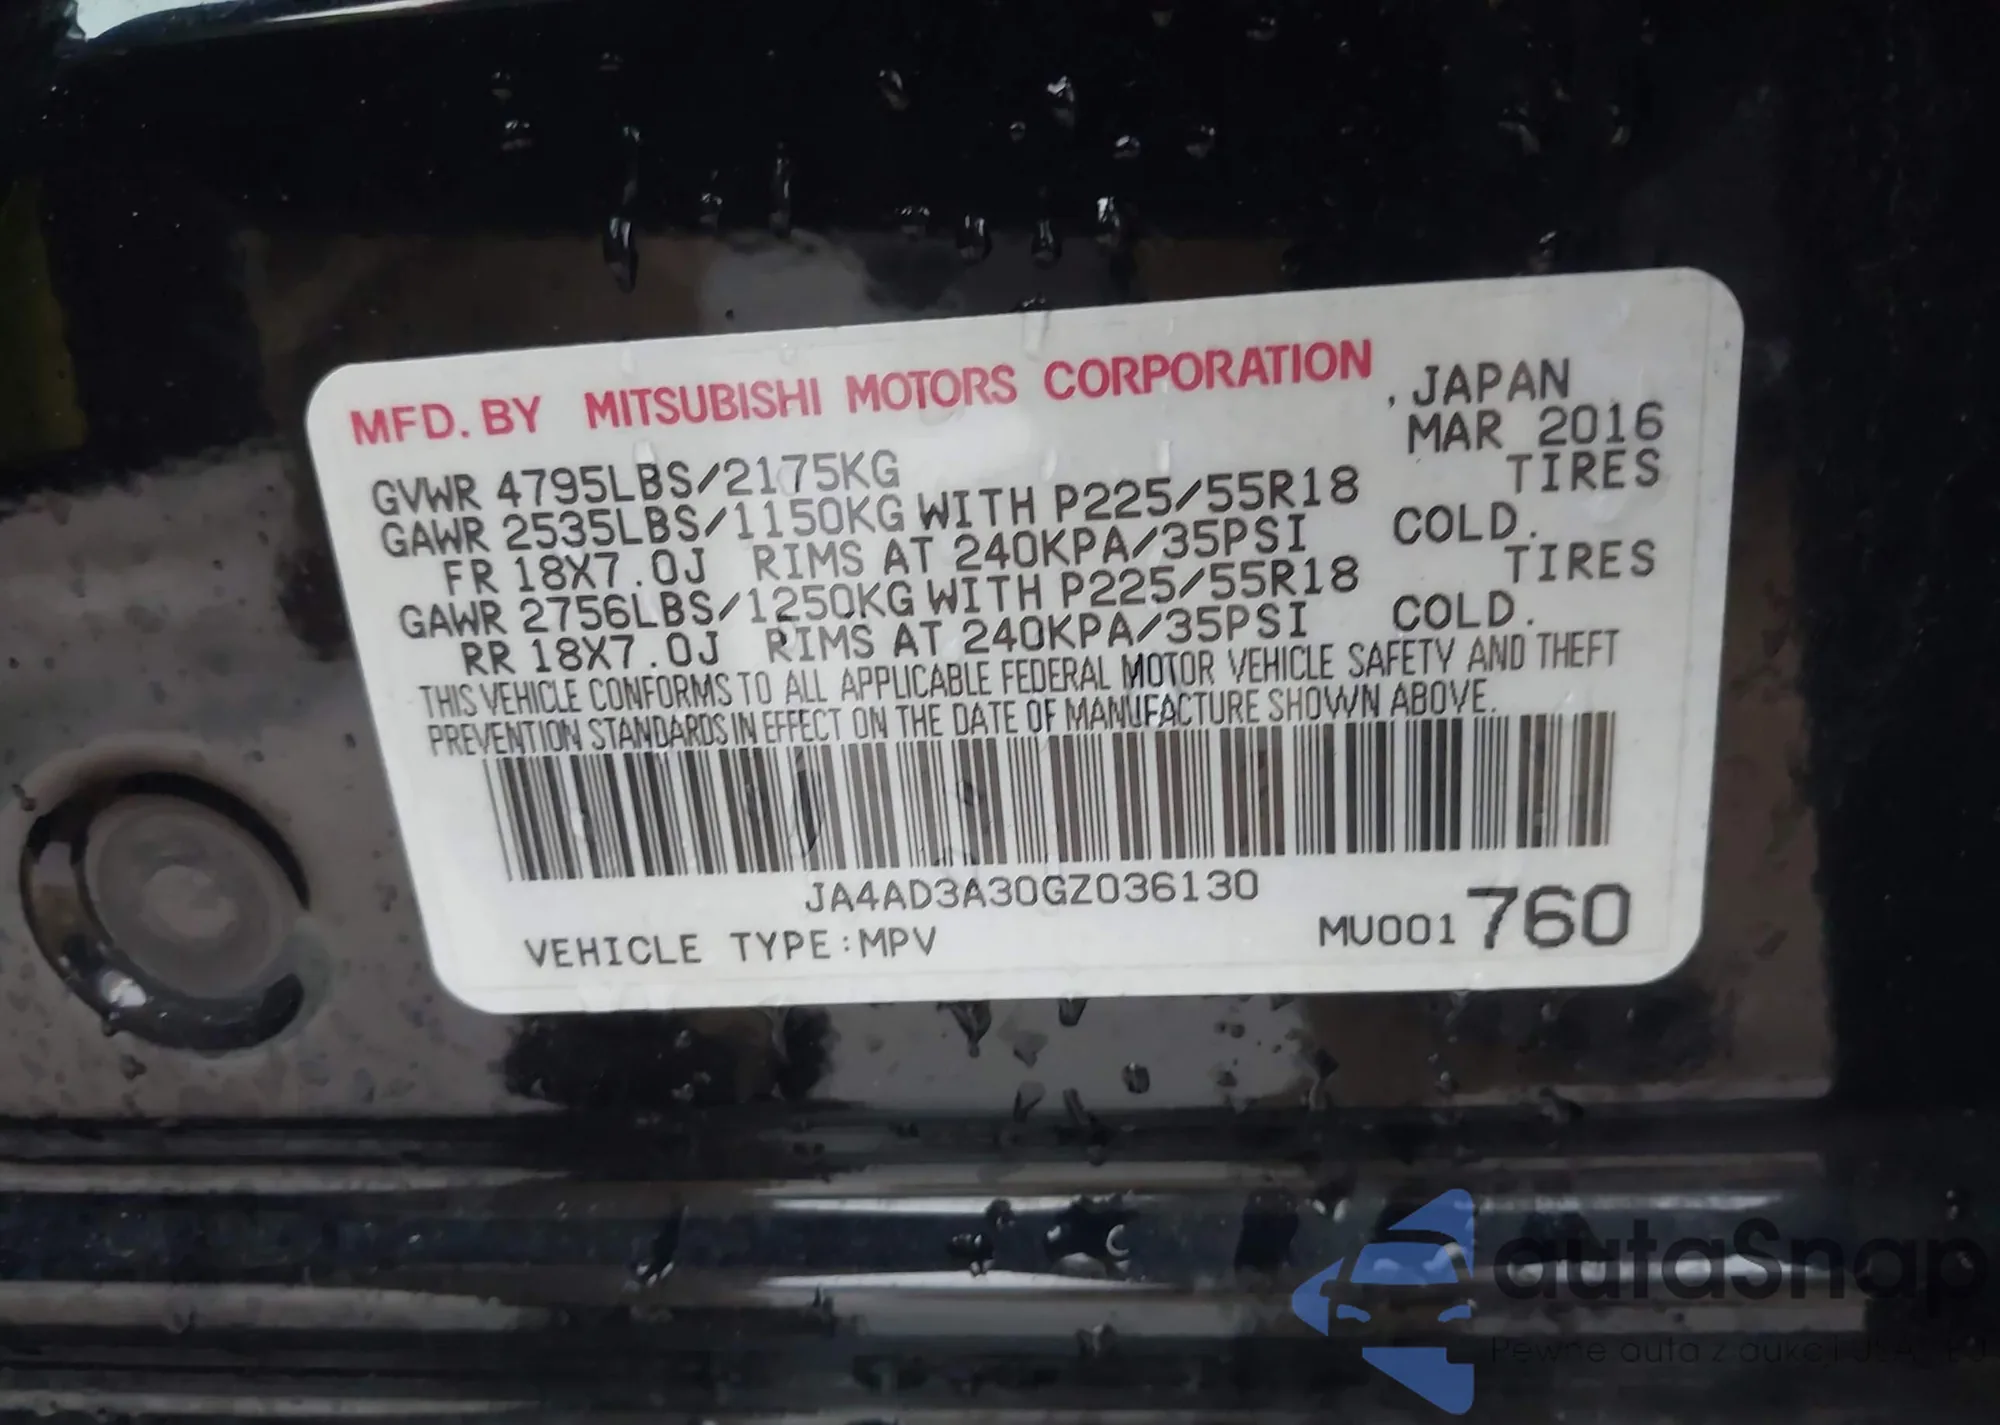 MFD. BY MITSUBISHI MOTORS CORPORATION , JAPAN
MAR 2016
GVWR 4795LBS/2175KG
GAWR 2535LBS/1150KG WITH P225/55R18 TIRES
FR 18X7.0J RIMS AT 240KPA/35PSI COLD.
GAWR 2756LBS/1250KG WITH P225/55R18 TIRES
RR 18X7.0J RIMS AT 240KPA/35PSI COLD.
THIS VEHICLE CONFORMS TO ALL APPLICABLE FEDERAL MOTOR VEHICLE SAFETY AND THEFT
PREVENTION STANDARDS IN EFFECT ON THE DATE OF MANUFACTURE SHOWN ABOVE.
JA4AD3A30GZ036130
VEHICLE TYPE:MPV MU001 760
autaSnap
Pewne auta z aukcji